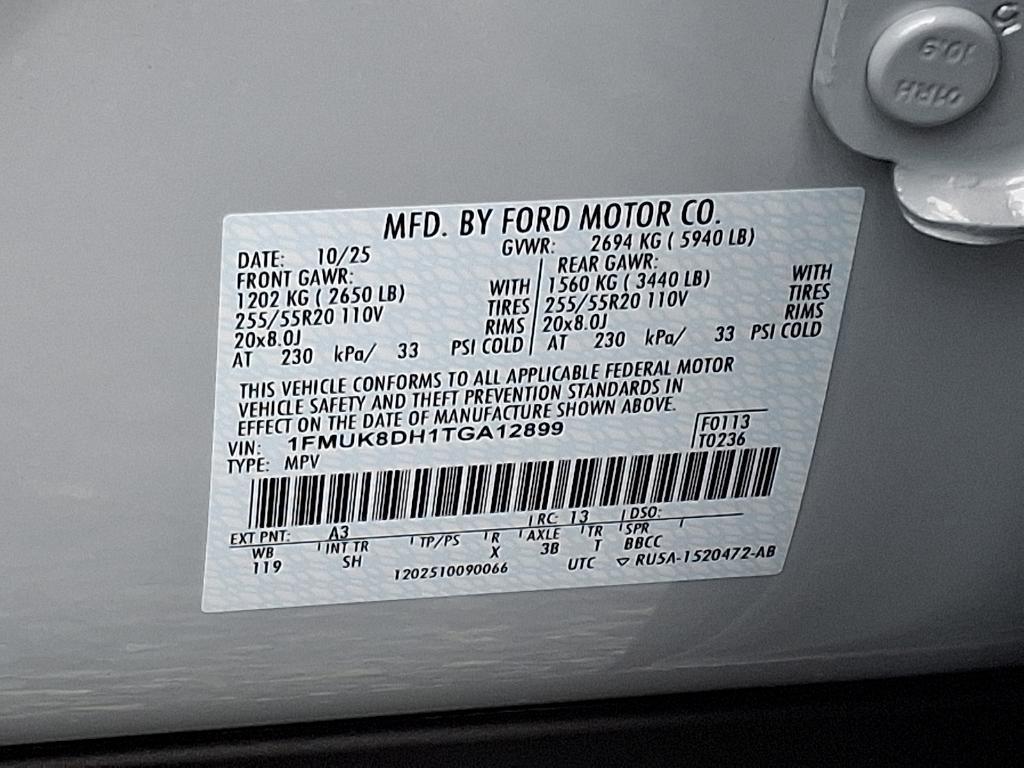 10.9
MFD. BY FORD MOTOR CO.
DATE: 10/25 GVWR: 2694 KG ( 5940 LB)
FRONT GAWR: REAR GAWR:
1202 KG ( 2650 LB) WITH 1560 KG ( 3440 LB) WITH
255/55R20 110V TIRES 255/55R20 110V TIRES
20x8.0J RIMS 20x8.0J RIMS
AT 230 kPa/ 33 PSI COLD AT 230 kPa/ 33 PSI COLD
THIS VEHICLE CONFORMS TO ALL APPLICABLE FEDERAL MOTOR
VEHICLE SAFETY AND THEFT PREVENTION STANDARDS IN
EFFECT ON THE DATE OF MANUFACTURE SHOWN ABOVE.
VIN: 1FMUK8DH1TGA12899 F0113
TYPE: MPV T0236
EXT PNT: A3 RC: 13 DSO:
WB INT TR TP/PS R AXLE TR SPR
119 SH X 3B T BBCC
1202510090066 UTC ▽ RU5A-1520472-AB